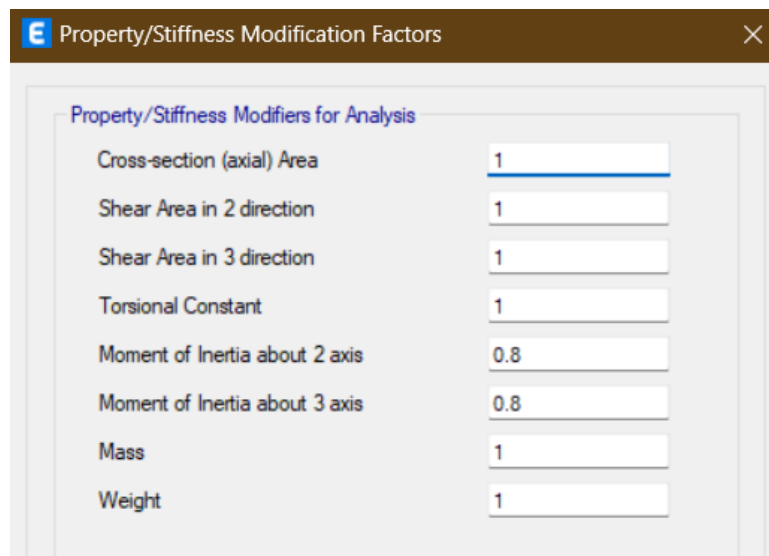 E Property/Stiffness Modification Factors
Property/Stiffness Modifiers for Analysis
Cross-section (axial) Area 1
Shear Area in 2 direction 1
Shear Area in 3 direction 1
Torsional Constant 1
Moment of Inertia about 2 axis 0.8
Moment of Inertia about 3 axis 0.8
Mass 1
Weight 1